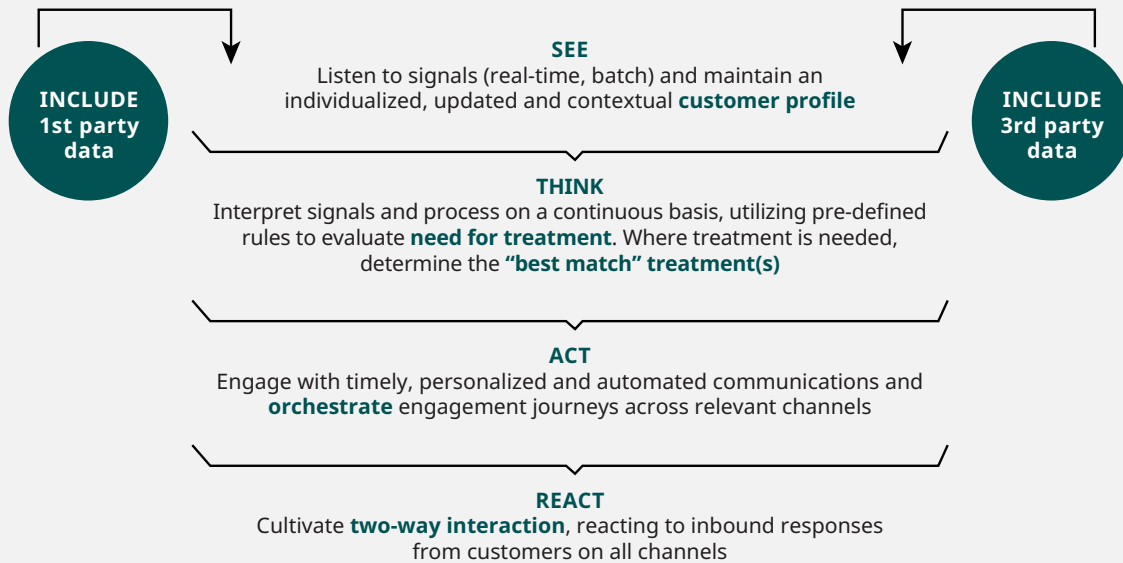 SEE
Listen to signals (real-time, batch) and maintain an
individualized, updated and contextual customer profile
INCLUDE
1st party
data
INCLUDE
3rd party
data
THINK
Interpret signals and process on a continuous basis, utilizing pre-defined
rules to evaluate need for treatment. Where treatment is needed,
determine the “best match” treatment(s)
ACT
Engage with timely, personalized and automated communications and
orchestrate engagement journeys across relevant channels
REACT
Cultivate two-way interaction, reacting to inbound responses
from customers on all channels